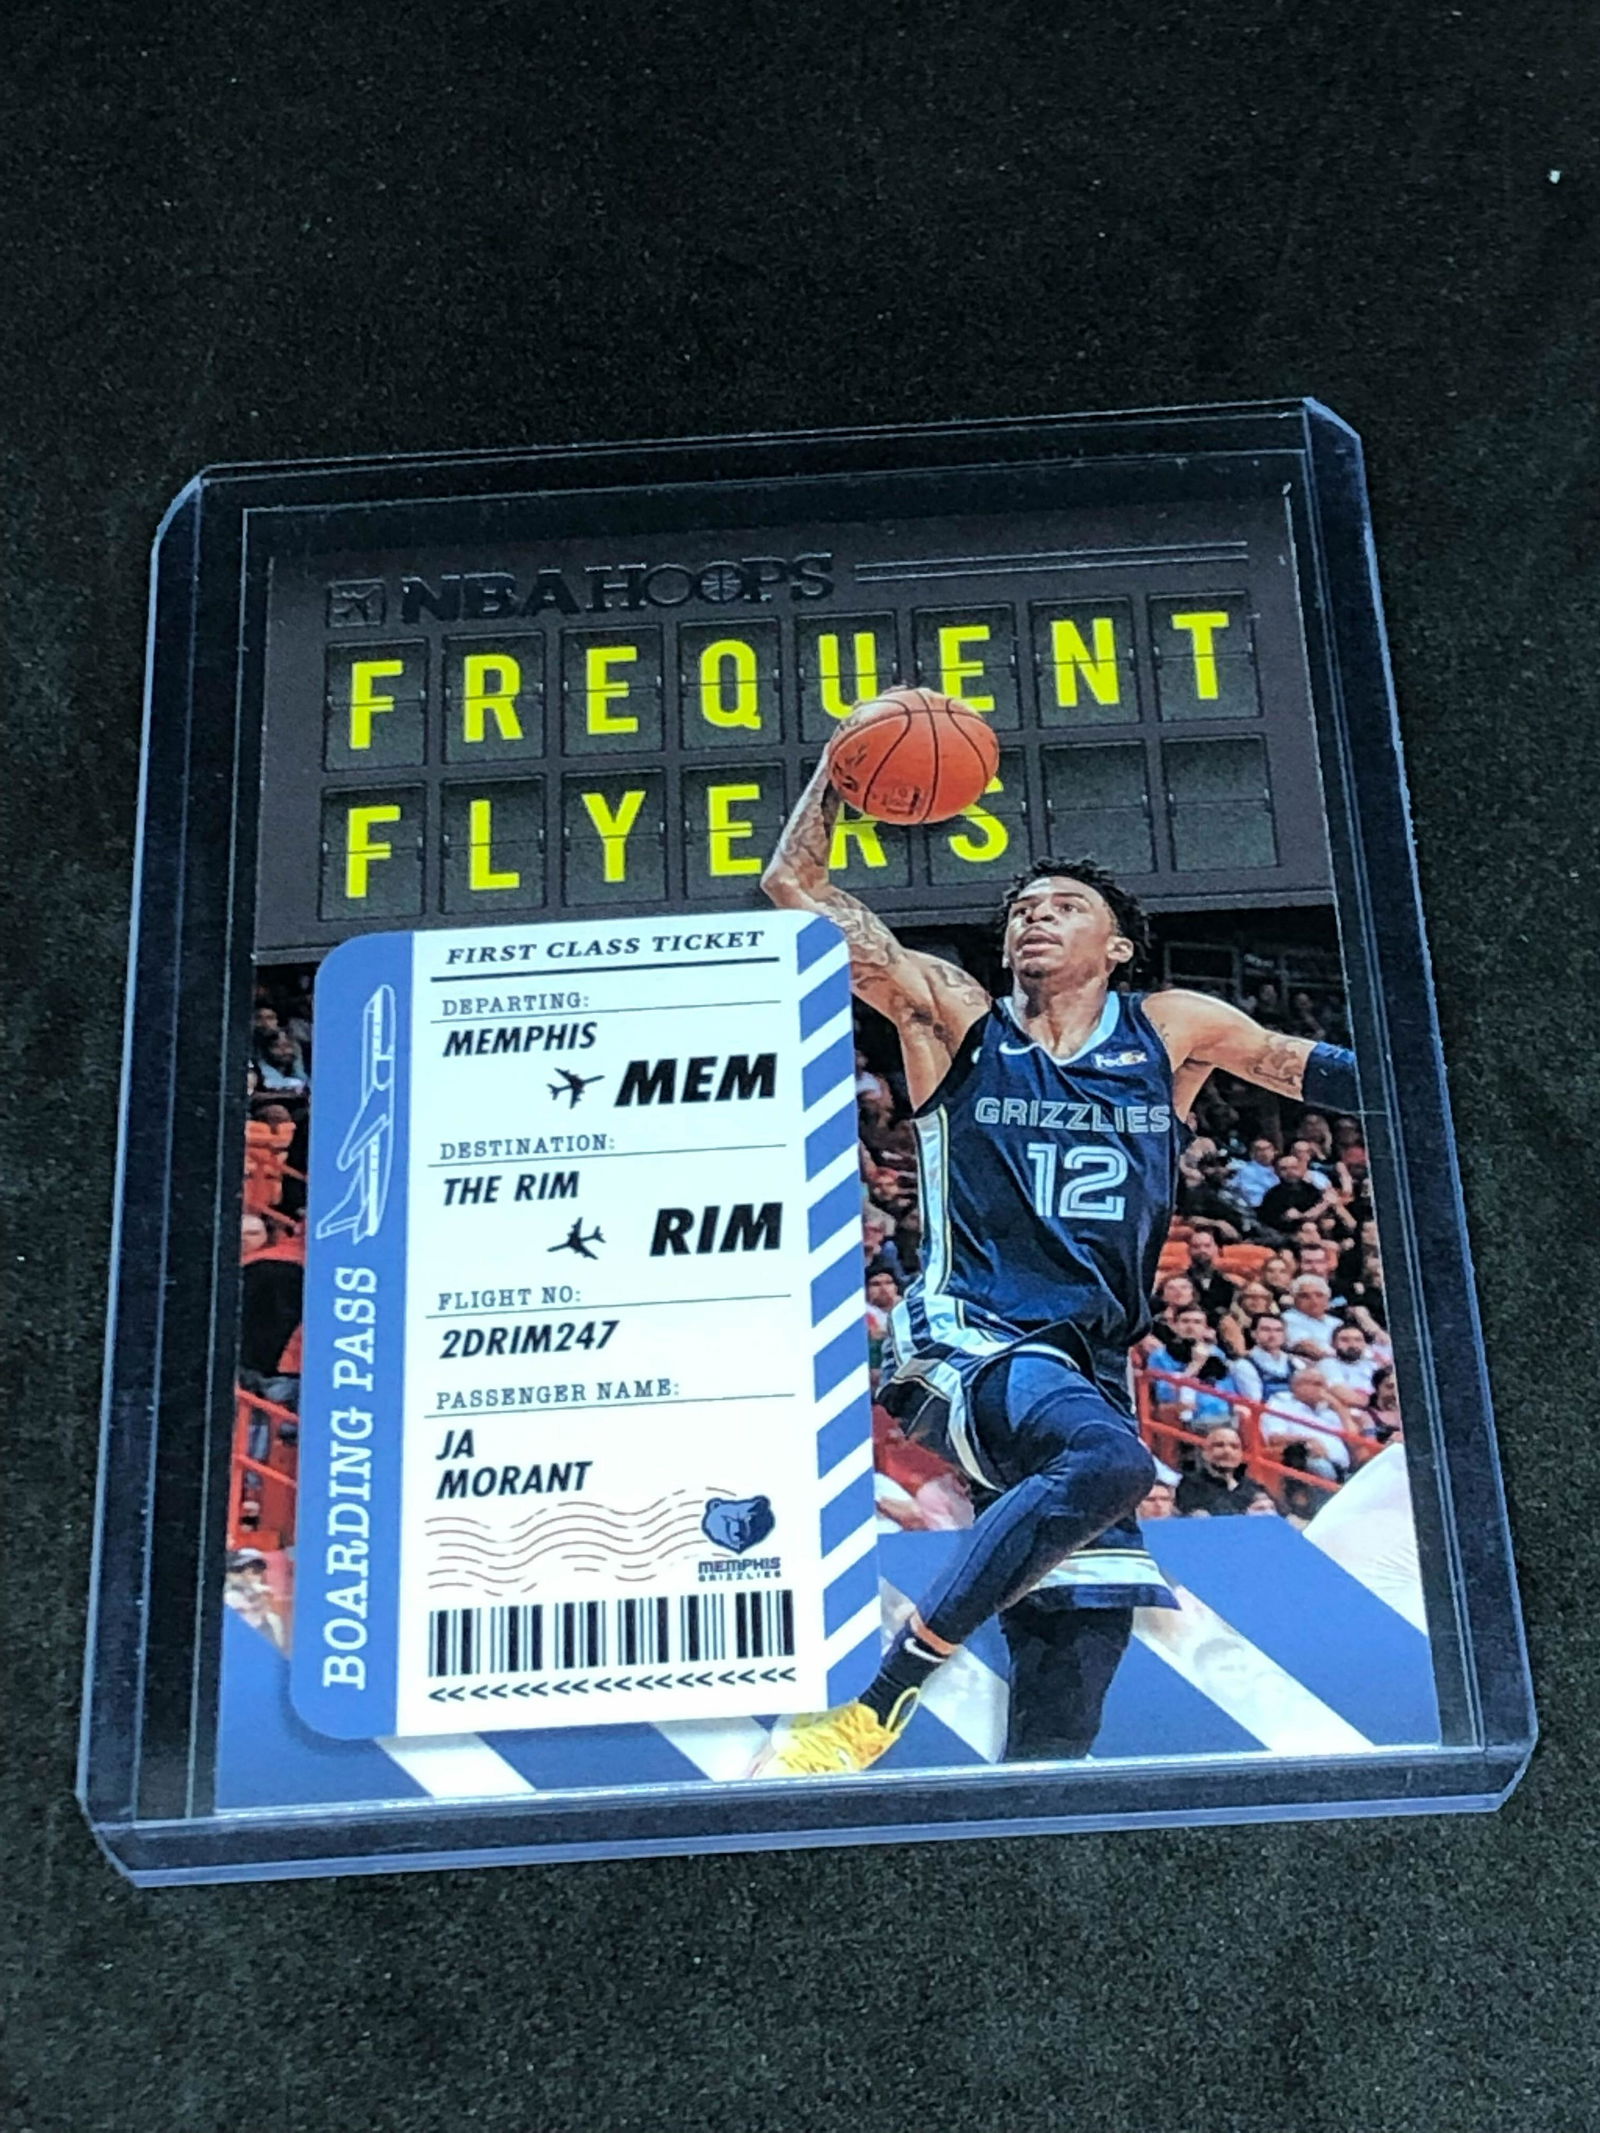 NBA HOOPS
FREQUENT
FLYERS
FIRST CLASS TICKET
DEPARTING:
MEMPHIS
MEM
DESTINATION:
THE RIM
RIM
FLIGHT NO:
2DRIM247
PASSENGER NAME:
JA
MORANT
MEMPHIS
GRIZZLIES
<<<<<<<<<<<<<<<<<
BOARDING PASS
FedEx
GRIZZLIES
12